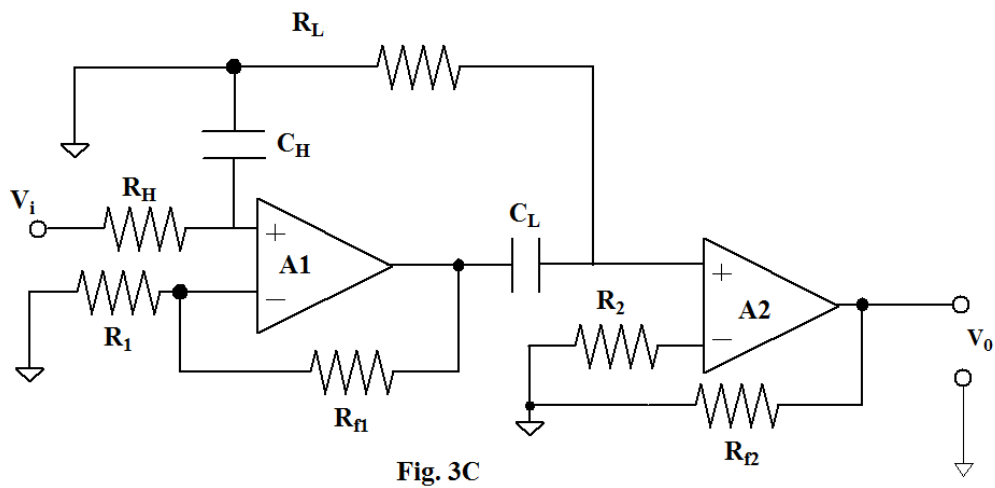 R_L
C_H
V_i
R_H
C_L
+
A1
−
+
A2
−
R_1
R_2
V_0
R_f1
R_f2
Fig. 3C